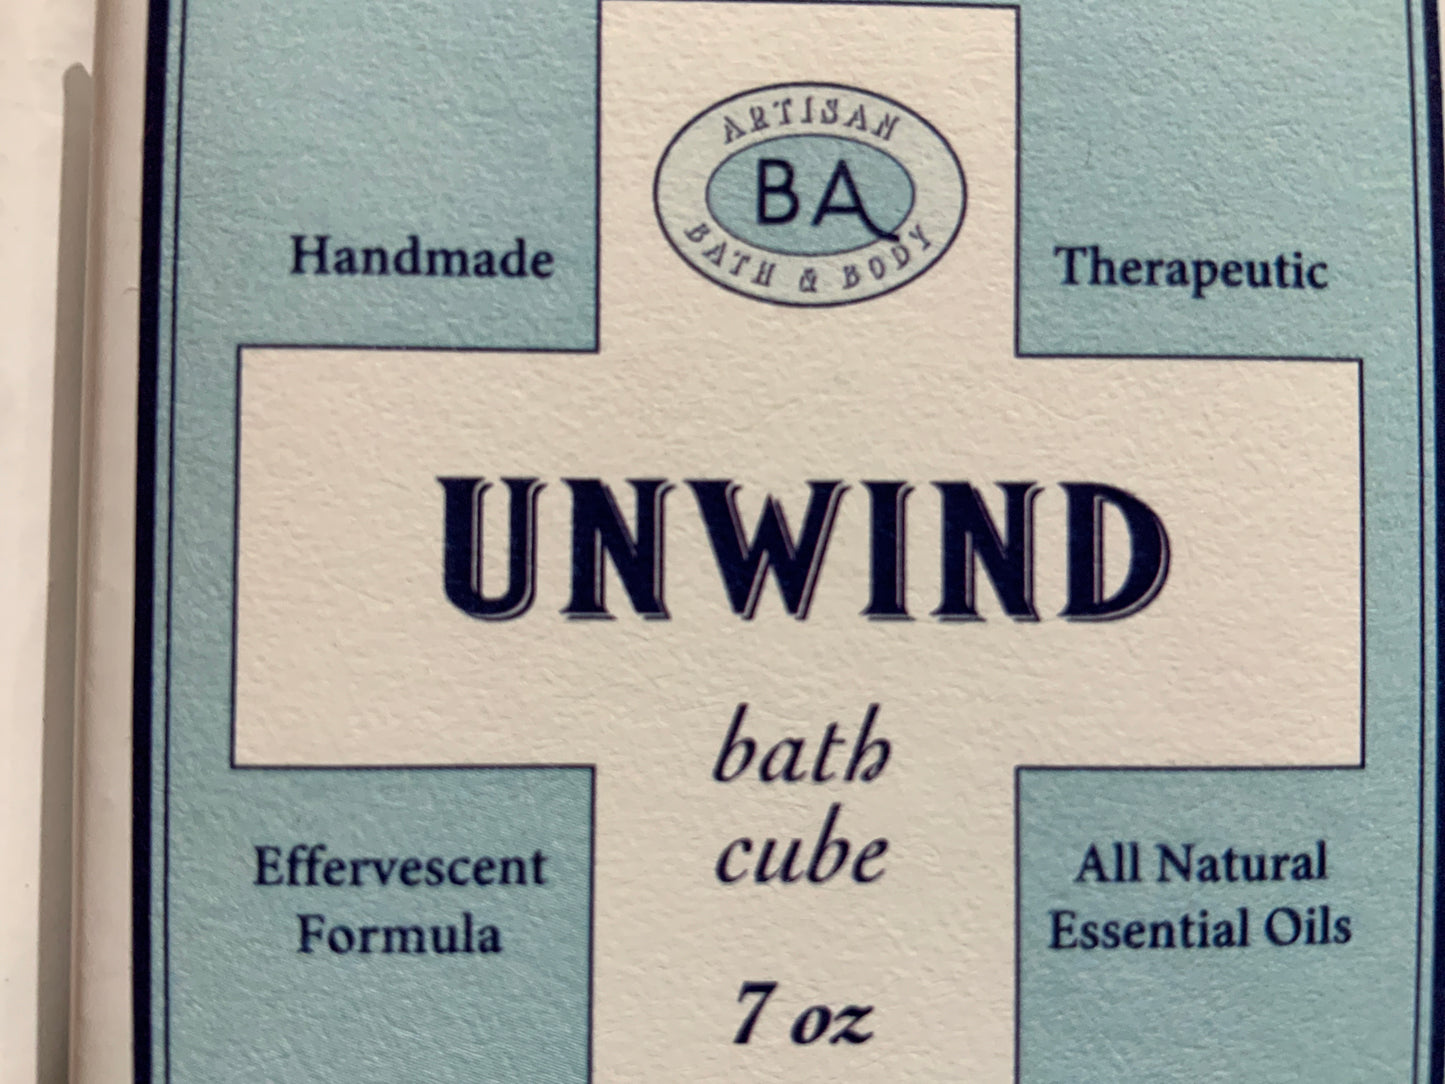 ARTISAN
BA
BATH & BODY
Handmade
Therapeutic
UNWIND
bath
cube
Effervescent
Formula
All Natural
Essential Oils
7 oz